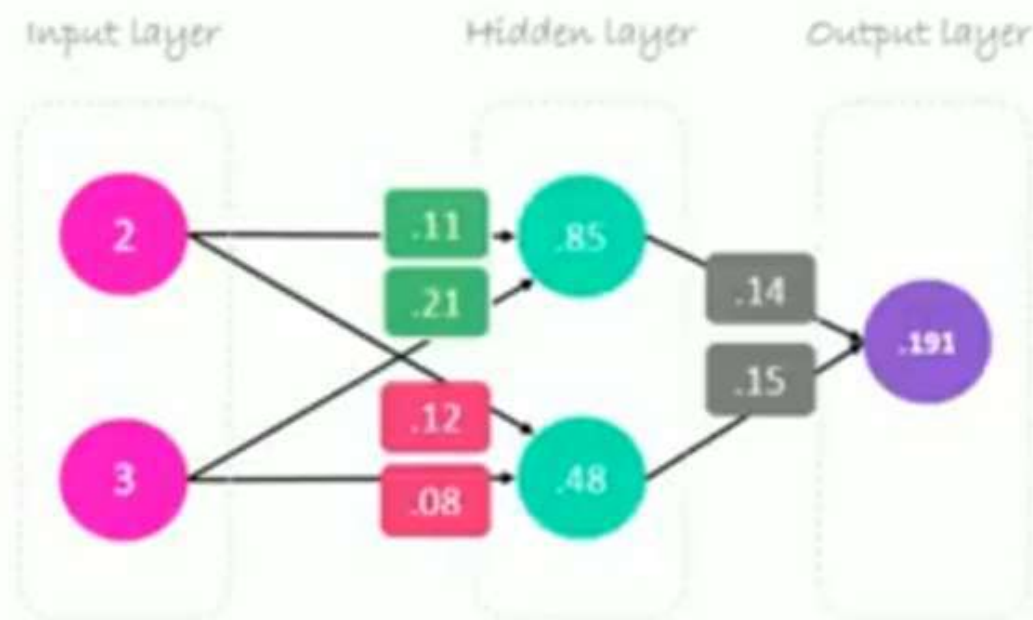 Input layer Hidden layer Output layer
2 .11 .85
.21 .14
.191
.12 .15
3 .08 .48